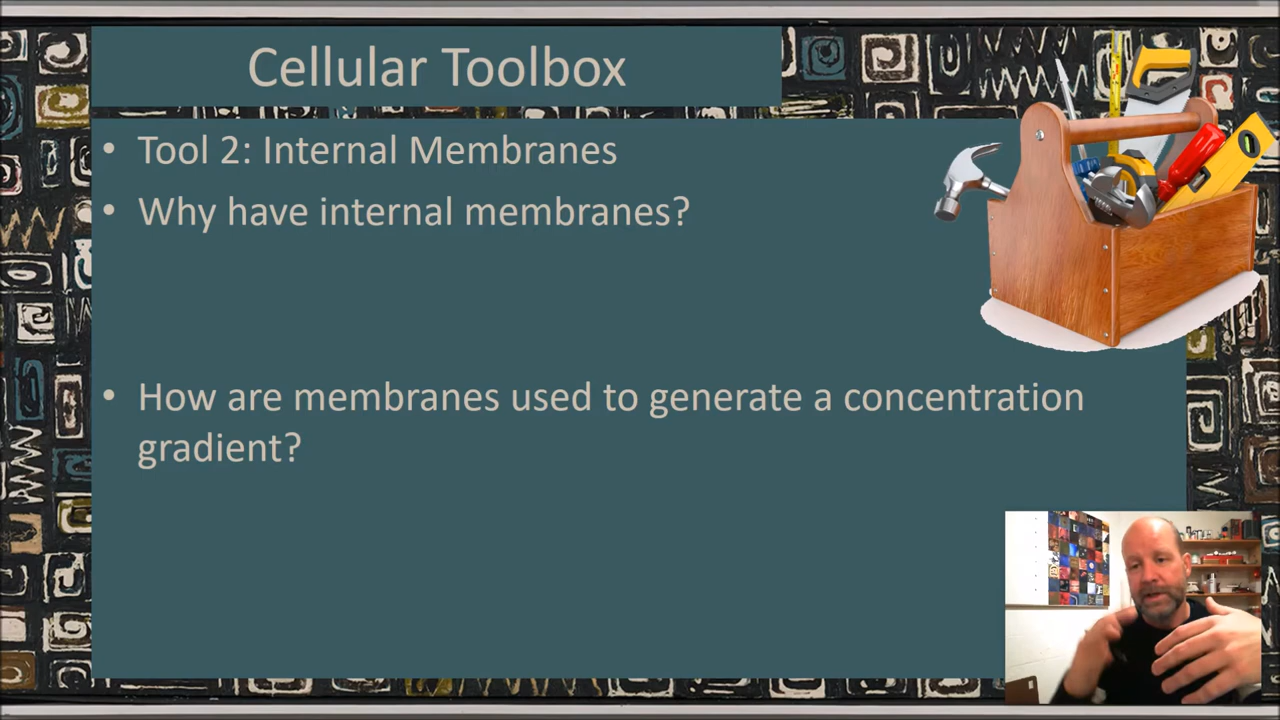 Cellular Toolbox
• Tool 2: Internal Membranes
• Why have internal membranes?
• How are membranes used to generate a concentration
gradient?